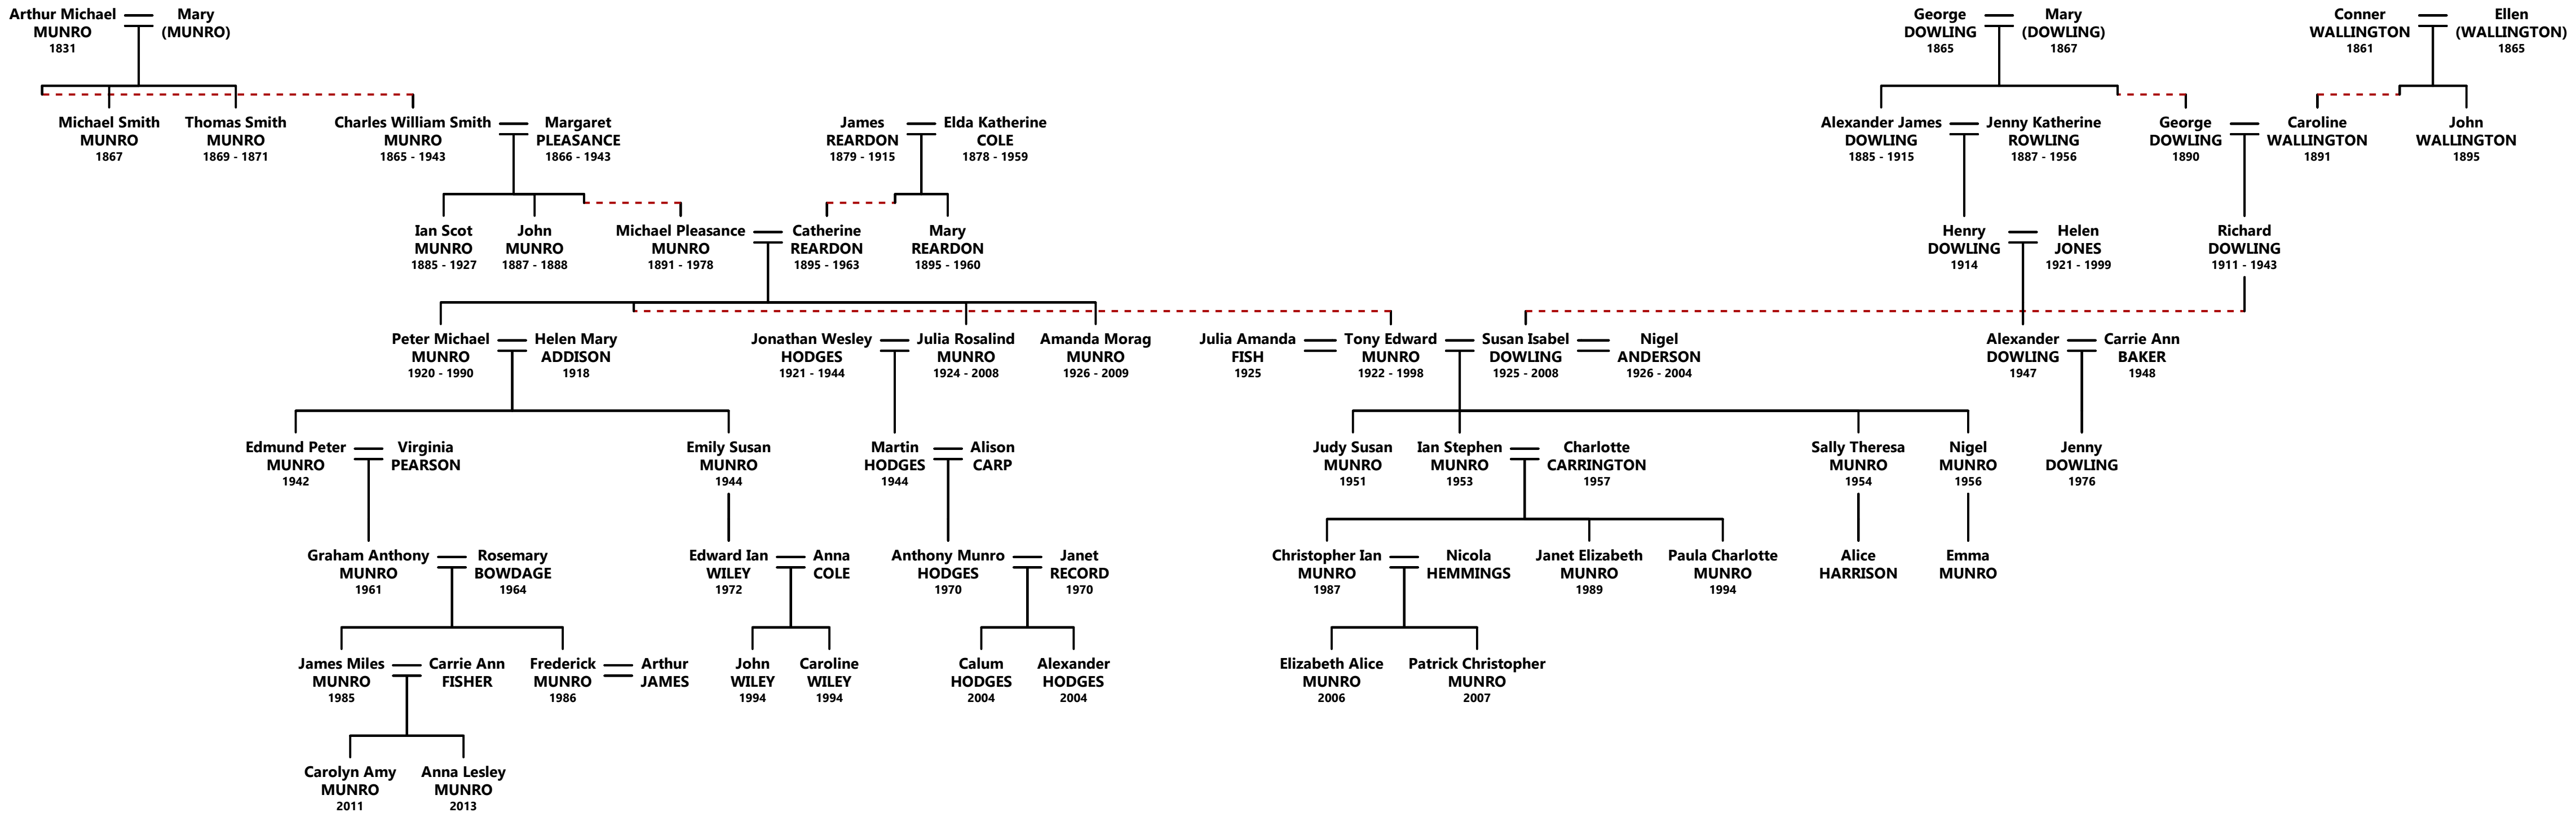 Arthur Michael
MUNRO
1831
Mary
(MUNRO)
George
DOWLING
1865
Mary
(DOWLING)
1867
Conner
WALLINGTON
1861
Ellen
(WALLINGTON)
1865
Michael Smith
MUNRO
1867
Thomas Smith
MUNRO
1869 - 1871
Charles William Smith
MUNRO
1865 - 1943
Margaret
PLEASANCE
1866 - 1943
James
REARDON
1879 - 1915
Elda Katherine
COLE
1878 - 1959
Alexander James
DOWLING
1885 - 1915
Jenny Katherine
ROWLING
1887 - 1956
George
DOWLING
1890
Caroline
WALLINGTON
1891
John
WALLINGTON
1895
Ian Scot
MUNRO
1885 - 1927
John
MUNRO
1887 - 1888
Michael Pleasance
MUNRO
1891 - 1978
Catherine
REARDON
1895 - 1963
Mary
REARDON
1895 - 1960
Henry
DOWLING
1914
Helen
JONES
1921 - 1999
Richard
DOWLING
1911 - 1943
Peter Michael
MUNRO
1920 - 1990
Helen Mary
ADDISON
1918
Jonathan Wesley
HODGES
1921 - 1944
Julia Rosalind
MUNRO
1924 - 2008
Amanda Morag
MUNRO
1926 - 2009
Julia Amanda
FISH
1925
Tony Edward
MUNRO
1922 - 1998
Susan Isabel
DOWLING
1925 - 2008
Nigel
ANDERSON
1926 - 2004
Alexander
DOWLING
1947
Carrie Ann
BAKER
1948
Edmund Peter
MUNRO
1942
Virginia
PEARSON
Emily Susan
MUNRO
1944
Martin
HODGES
1944
Alison
CARP
Judy Susan
MUNRO
1951
Ian Stephen
MUNRO
1953
Charlotte
CARRINGTON
1957
Sally Theresa
MUNRO
1954
Nigel
MUNRO
1956
Jenny
DOWLING
1976
Graham Anthony
MUNRO
1961
Rosemary
BOWDAGE
1964
Edward Ian
WILEY
1972
Anna
COLE
Anthony Munro
HODGES
1970
Janet
RECORD
1970
Christopher Ian
MUNRO
1987
Nicola
HEMMINGS
Janet Elizabeth
MUNRO
1989
Paula Charlotte
MUNRO
1994
Alice
HARRISON
Emma
MUNRO
James Miles
MUNRO
1985
Carrie Ann
FISHER
Frederick
MUNRO
1986
Arthur
JAMES
John
WILEY
1994
Caroline
WILEY
1994
Calum
HODGES
2004
Alexander
HODGES
2004
Elizabeth Alice
MUNRO
2006
Patrick Christopher
MUNRO
2007
Carolyn Amy
MUNRO
2011
Anna Lesley
MUNRO
2013